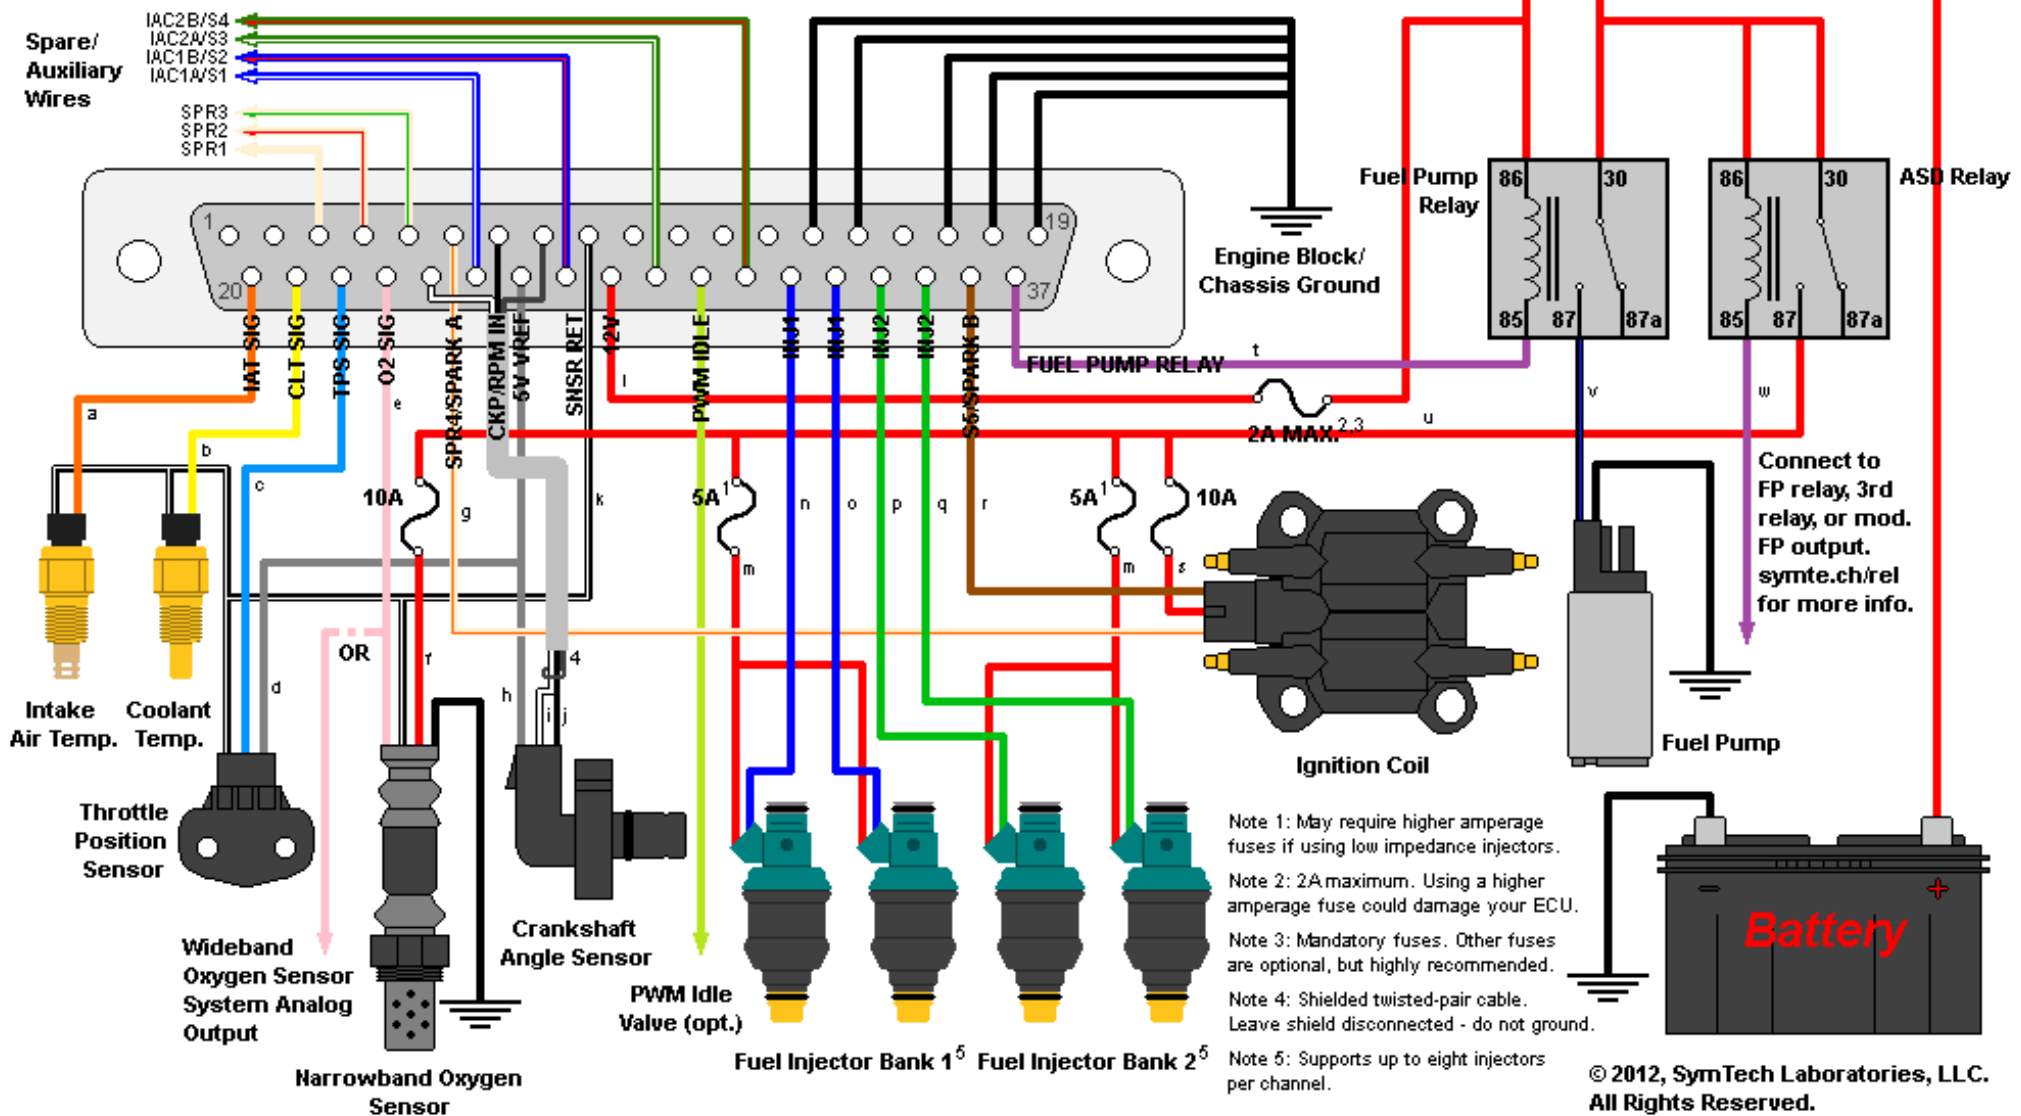 IAC2B/S4
IAC2A/S3
IAC1B/S2
IAC1A/S1
Spare/
Auxiliary
Wires
SPR3
SPR2
SPR1
1
19
20
37
Engine Block/
Chassis Ground
Fuel Pump
Relay
86
30
85
87
87a
ASD Relay
86
30
85
87
87a
IAT SIG
CLT SIG
TPS SIG
O2 SIG
SPR4/SPARK A
CKP/RPM IN
5V VREF
SNSR RET
12V
PWM IDLE
INJ1
INJ1
INJ2
INJ2
S5/SPARK B
FUEL PUMP RELAY
t
l
2A MAX.2,3
u
v
w
a
b
c
e
g
k
10A
5A1
n
o
p
q
r
5A1
10A
m
m
s
Connect to
FP relay, 3rd
relay, or mod.
FP output.
symte.ch/rel
for more info.
OR
f
4
d
h
i
j
Intake
Air Temp.
Coolant
Temp.
Throttle
Position
Sensor
Wideband
Oxygen Sensor
System Analog
Output
Narrowband Oxygen
Sensor
Crankshaft
Angle Sensor
PWM Idle
Valve (opt.)
Fuel Injector Bank 15
Fuel Injector Bank 25
Ignition Coil
Fuel Pump
Note 1: May require higher amperage
fuses if using low impedance injectors.
Note 2: 2A maximum. Using a higher
amperage fuse could damage your ECU.
Note 3: Mandatory fuses. Other fuses
are optional, but highly recommended.
Note 4: Shielded twisted-pair cable.
Leave shield disconnected - do not ground.
Note 5: Supports up to eight injectors
per channel.
− +
Battery
© 2012, SymTech Laboratories, LLC.
All Rights Reserved.